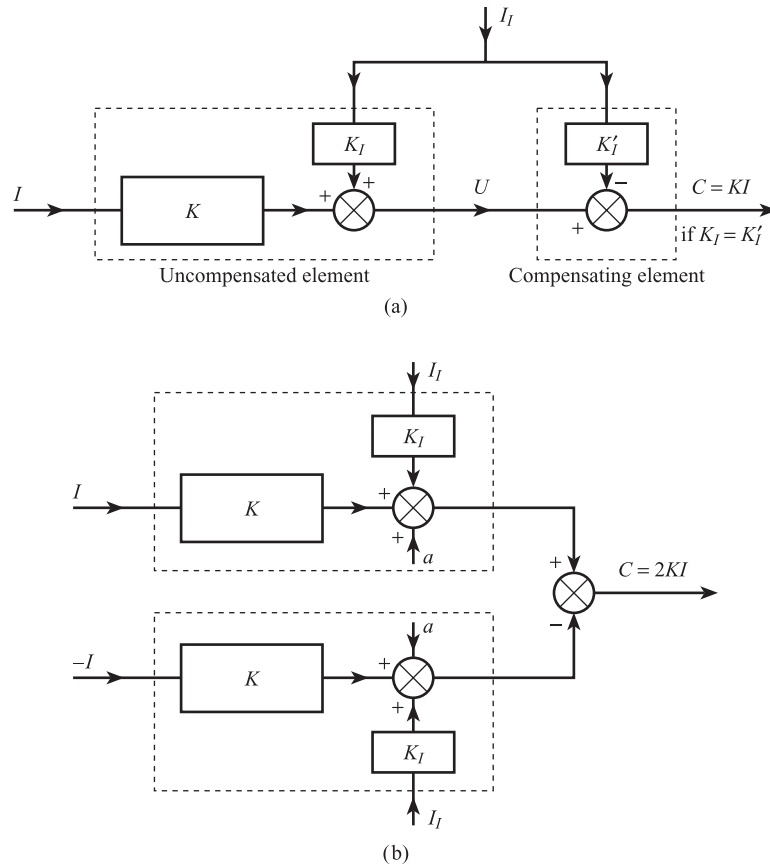 I_I
K_I
K'_I
I
K
+
+
U
−
+
C = KI
if K_I = K'_I
Uncompensated element
Compensating element
(a)
I_I
K_I
I
K
+
+
a
+
C = 2KI
−
a
−I
K
+
+
K_I
I_I
(b)